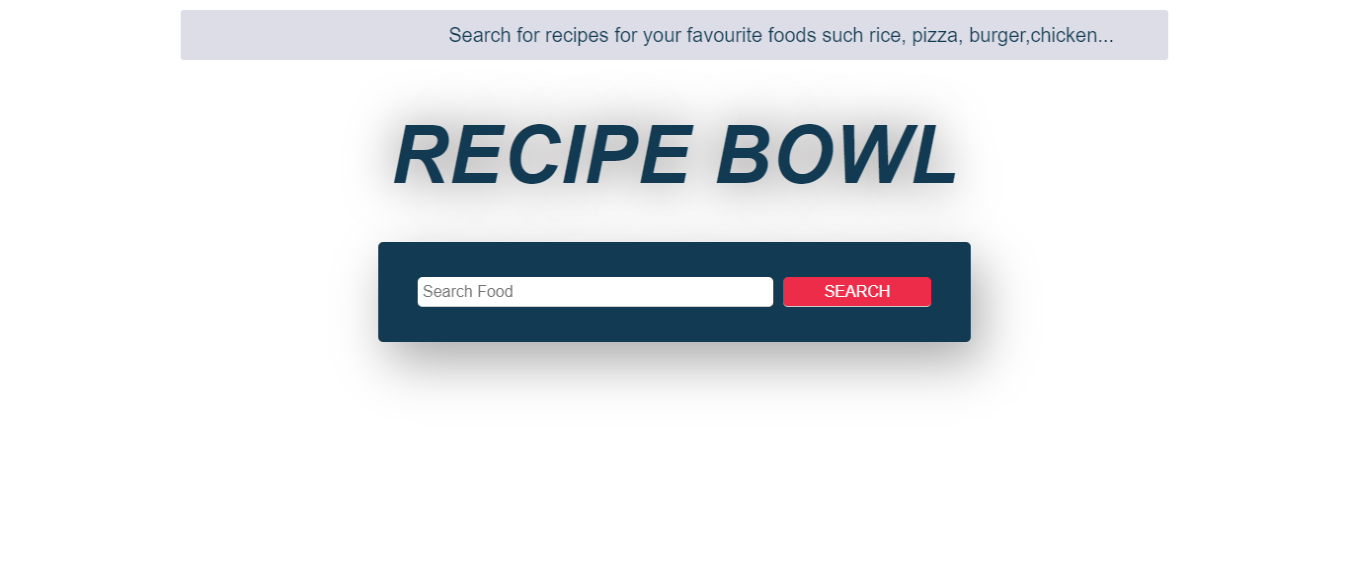 Search for recipes for your favourite foods such rice, pizza, burger,chicken...
RECIPE BOWL
Search Food
SEARCH